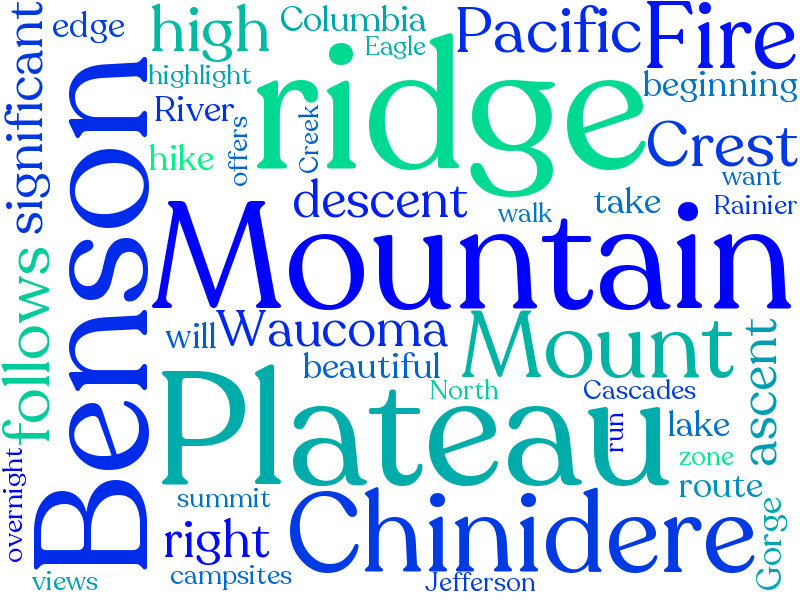 edge
high
Columbia
Eagle
Pacific
Fire
significant
highlight
ridge
beginning
River
offers
Creek
Crest
hike
want
Benson
descent
walk
take
Rainier
Mountain
follows
will
Waucoma
Mount
beautiful
ascent
North
Cascades
Plateau
run
lake
zone
overnight
summit
route
right
Chinidere
Gorge
views
campsites
Jefferson